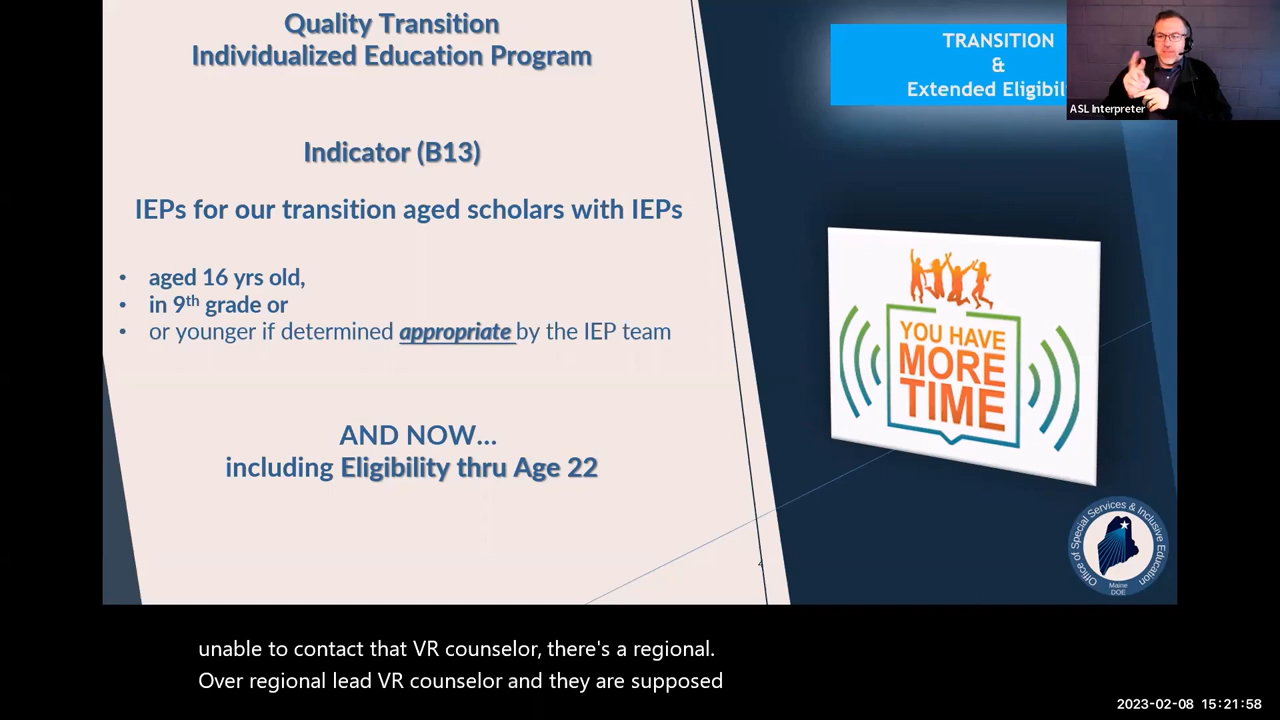 Quality Transition
Individualized Education Program
Indicator (B13)
IEPs for our transition aged scholars with IEPs
• aged 16 yrs old,
• in 9th grade or
• or younger if determined appropriate by the IEP team
AND NOW...
including Eligibility thru Age 22
TRANSITION
&
Extended Eligibil
ASL Interpreter
YOU HAVE
MORE
TIME
Office of Special Services & Inclusive Education
Maine
DOE
unable to contact that VR counselor, there's a regional.
Over regional lead VR counselor and they are supposed
2023-02-08 15:21:58